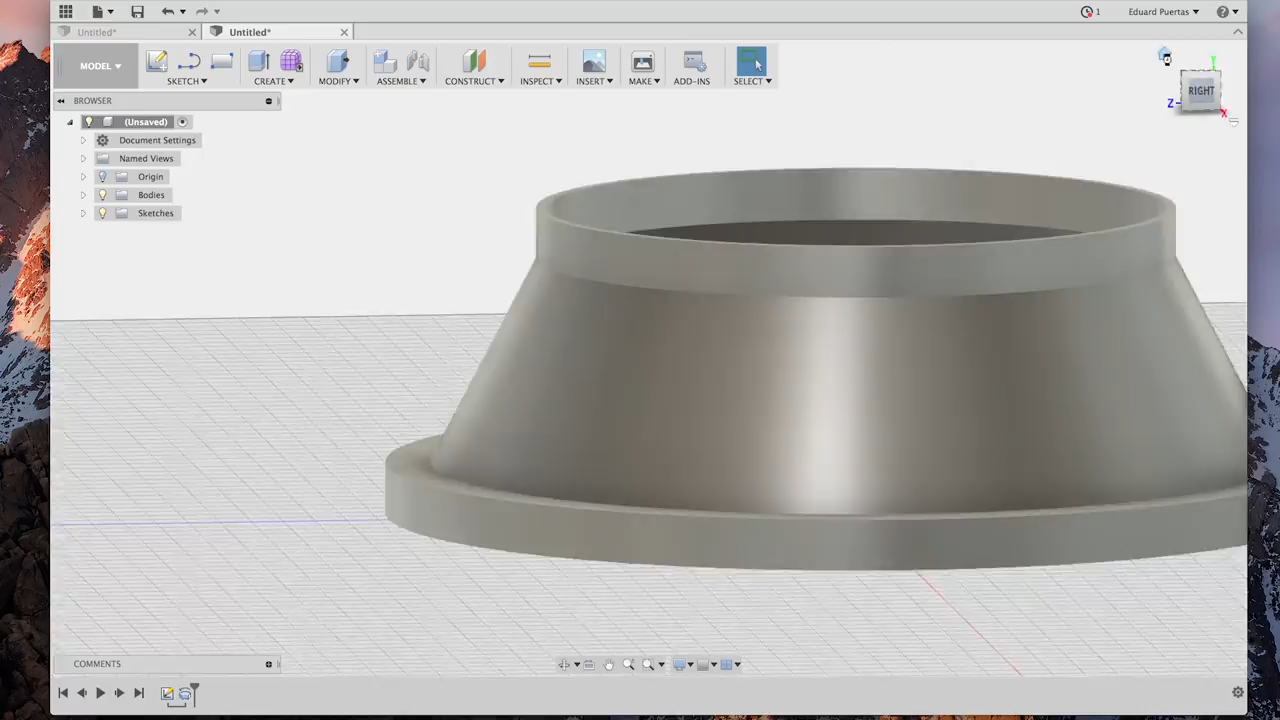 1
Eduard Puertas
Untitled*
Untitled*
MODEL
SKETCH
CREATE
MODIFY
ASSEMBLE
CONSTRUCT
INSPECT
INSERT
MAKE
ADD-INS
SELECT
BROWSER
(Unsaved)
Document Settings
Named Views
Origin
Bodies
Sketches
Y
RIGHT
Z
X
COMMENTS